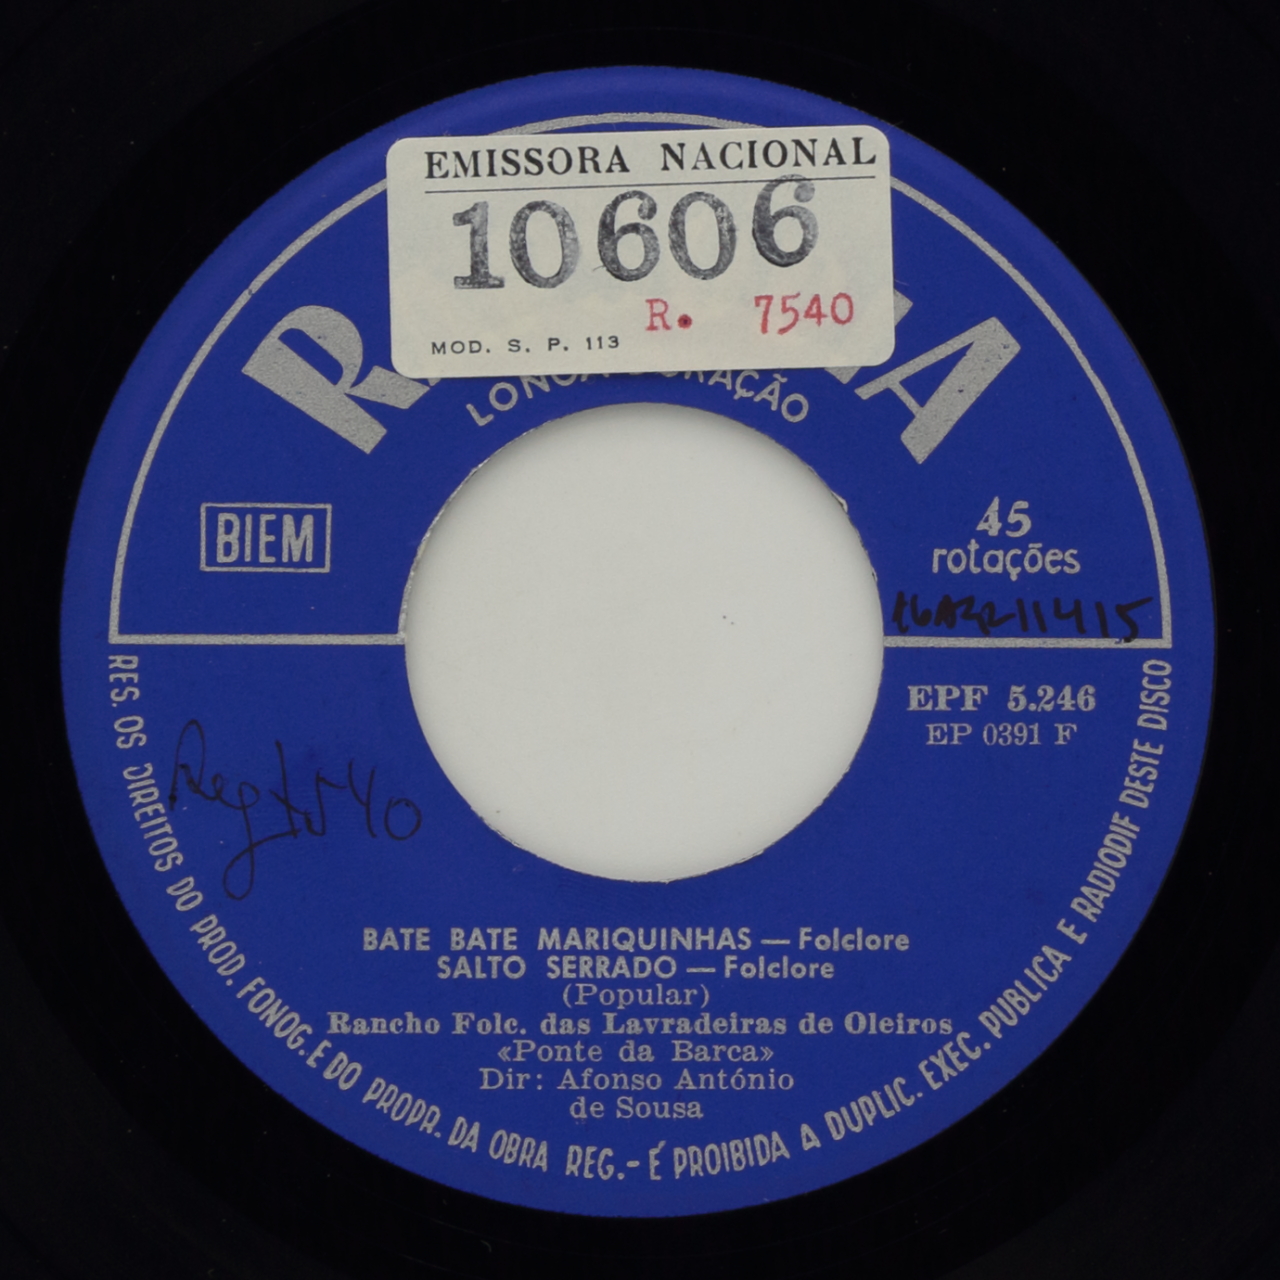 EMISSORA NACIONAL
10606
R. 7540
MOD. S. P. 113
DURAÇÃO
BIEM
45
rotações
EPF 5.246
EP 0391 F
Reg 7540
BATE BATE MARIQUINHAS — Folclore
SALTO SERRADO — Folclore
(Popular)
Rancho Folc. das Lavradeiras de Oleiros
«Ponte da Barca»
Dir: Afonso António
de Sousa
RES. OS DIREITOS DO PROD. FONOG. E DO PROPR. DA OBRA REG.- É PROIBIDA A DUPLIC. EXEC. PUBLICA E RADIODIF DESTE DISCO